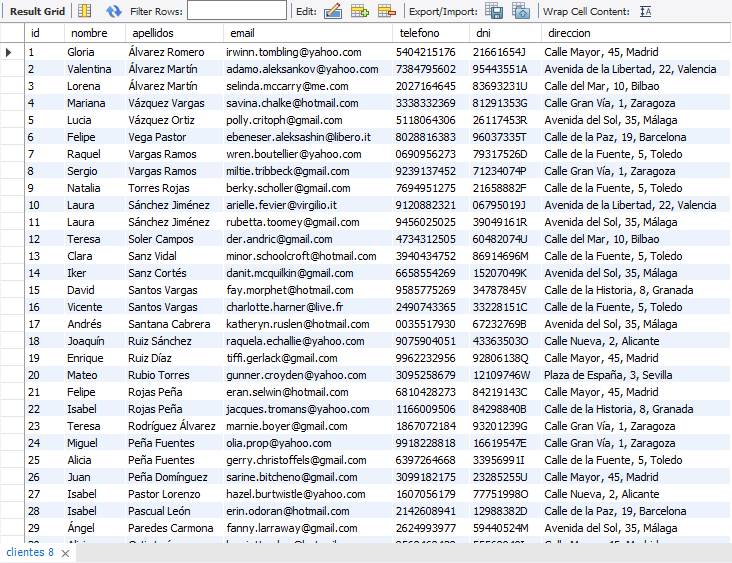 Result Grid Filter Rows: Edit: Export/Import: Wrap Cell Content:
id nombre apellidos email telefono dni direccion
1 Gloria Álvarez Romero irwinn.tombling@yahoo.com 5404215176 21661654J Calle Mayor, 45, Madrid
2 Valentina Álvarez Martín adamo.aleksankov@yahoo.com 7384795602 95443551A Avenida de la Libertad, 22, Valencia
3 Lorena Álvarez Martín selinda.mccarry@me.com 2027164645 83693231U Calle del Mar, 10, Bilbao
4 Mariana Vázquez Vargas savina.chalke@hotmail.com 3338332369 81291353G Calle Gran Vía, 1, Zaragoza
5 Lucia Vázquez Ortiz polly.critoph@gmail.com 5118064306 26117453R Avenida del Sol, 35, Málaga
6 Felipe Vega Pastor ebeneser.aleksashin@libero.it 8028816383 96037335T Calle de la Paz, 19, Barcelona
7 Raquel Vargas Ramos wren.boutellier@yahoo.com 0690956273 79317526D Calle de la Fuente, 5, Toledo
8 Sergio Vargas Ramos miltie.tribbeck@gmail.com 9239137452 71234074P Calle Gran Vía, 1, Zaragoza
9 Natalia Torres Rojas berky.scholler@gmail.com 7694951275 21658882F Calle de la Fuente, 5, Toledo
10 Laura Sánchez Jiménez arielle.fevier@virgilio.it 9120882321 06795019J Avenida de la Libertad, 22, Valencia
11 Laura Sánchez Jiménez rubetta.toomey@gmail.com 9456025025 39049161R Avenida del Sol, 35, Málaga
12 Teresa Soler Campos der.andric@gmail.com 4734312505 60482074U Calle del Mar, 10, Bilbao
13 Clara Sanz Vidal minor.schoolcroft@hotmail.com 3940434752 86914696M Calle de la Fuente, 5, Toledo
14 Iker Sanz Cortés danit.mcquilkin@gmail.com 6658554269 15207049K Avenida del Sol, 35, Málaga
15 David Santos Vargas fay.morphet@hotmail.com 9585775269 34787845V Calle de la Historia, 8, Granada
16 Vicente Santos Vargas charlotte.harner@live.fr 2490743365 33228151C Calle de la Fuente, 5, Toledo
17 Andrés Santana Cabrera katheryn.ruslen@hotmail.com 0035517930 67232769B Avenida del Sol, 35, Málaga
18 Joaquín Ruiz Sánchez raquela.echallie@yahoo.com 9075904051 43363503O Calle Nueva, 2, Alicante
19 Enrique Ruiz Díaz tiffi.gerlack@gmail.com 9962232956 92806138Q Calle Mayor, 45, Madrid
20 Mateo Rubio Torres gunner.croyden@yahoo.com 3095258679 12109746W Plaza de España, 3, Sevilla
21 Felipe Rojas Peña eran.selwin@hotmail.com 6810428273 84219143C Calle Mayor, 45, Madrid
22 Isabel Rojas Peña jacques.tromans@yahoo.com 1166009506 84298840B Calle de la Historia, 8, Granada
23 Teresa Rodríguez Álvarez marnie.boyer@gmail.com 1867072184 93201239G Calle Gran Vía, 1, Zaragoza
24 Miguel Peña Fuentes olia.prop@yahoo.com 9918228818 16619547E Calle Gran Vía, 1, Zaragoza
25 Alicia Peña Fuentes gerry.christoffels@gmail.com 6397264668 33956991I Calle de la Fuente, 5, Toledo
26 Juan Peña Domínguez sarine.bitcheno@gmail.com 3099182175 23285255U Calle Mayor, 45, Madrid
27 Isabel Pastor Lorenzo hazel.burtwistle@yahoo.com 1607056179 77751998O Calle Nueva, 2, Alicante
28 Isabel Pascual León erin.odoran@hotmail.com 2142608941 12988382D Calle de la Paz, 19, Barcelona
29 Ángel Paredes Carmona fanny.larraway@gmail.com 2624993977 59440524M Avenida del Sol, 35, Málaga
clientes 8